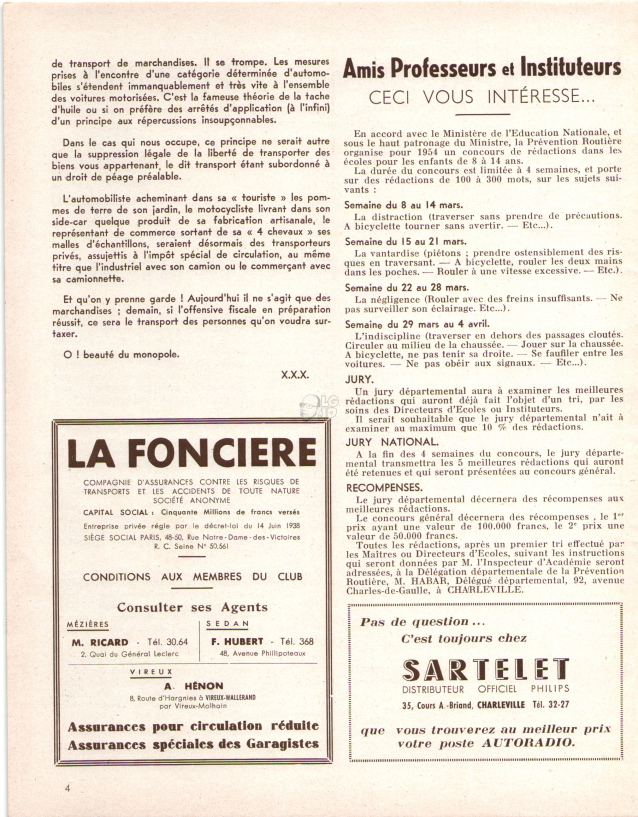 de transport de marchandises. Il se trompe. Les mesures
prises à l'encontre d'une catégorie déterminée d'automo-
biles s'étendent immanquablement et très vite à l'ensemble
des voitures motorisées. C'est la fameuse théorie de la tache
d'huile ou si on préfère des arrêtés d'application (à l'infini)
d'un principe aux répercussions insoupçonnables.
Dans le cas qui nous occupe, ce principe ne serait autre
que la suppression légale de la liberté de transporter des
biens vous appartenant, le dit transport étant subordonné à
un droit de péage préalable.
L'automobiliste acheminant dans sa « touriste » les pom-
mes de terre de son jardin, le motocycliste livrant dans son
side-car quelque produit de sa fabrication artisanale, le
représentant de commerce sortant de sa « 4 chevaux » ses
malles d'échantillons, seraient désormais des transporteurs
privés, assujettis à l'impôt spécial de circulation, au même
titre que l'industriel avec son camion ou le commerçant avec
sa camionnette.
Et qu'on y prenne garde ! Aujourd'hui il ne s'agit que des
marchandises ; demain, si l'offensive fiscale en préparation
réussit, ce sera le transport des personnes qu'on voudra sur-
taxer.
O ! beauté du monopole.
X.X.X.
LA FONCIERE
COMPAGNIE D'ASSURANCES CONTRE LES RISQUES DE
TRANSPORTS ET LES ACCIDENTS DE TOUTE NATURE
SOCIÉTÉ ANONYME
CAPITAL SOCIAL : Cinquante Millions de francs versés
Entreprise privée régie par le décret-loi du 14 Juin 1938
SIÈGE SOCIAL PARIS, 48-50, Rue Notre-Dame-des-Victoires
R. C. Seine N° 50.561
CONDITIONS AUX MEMBRES DU CLUB
Consulter ses Agents
MÉZIÈRES
M. RICARD - Tél. 30.64
2, Quai du Général Leclerc
SEDAN
F. HUBERT - Tél. 368
48, Avenue Philippoteaux
VIREUX
A. HÉNON
8, Route d'Hargnies à VIREUX-WALLERAND
par Vireux-Molhain
Assurances pour circulation réduite
Assurances spéciales des Garagistes
4
Amis Professeurs et Instituteurs
CECI VOUS INTÉRESSE...
En accord avec le Ministère de l'Education Nationale, et
sous le haut patronage du Ministre, la Prévention Routière
organise pour 1954 un concours de rédactions dans les
écoles pour les enfants de 8 à 14 ans.
La durée du concours est limitée à 4 semaines, et porte
sur des rédactions de 100 à 300 mots, sur les sujets sui-
vants :
Semaine du 8 au 14 mars.
La distraction (traverser sans prendre de précautions.
A bicyclette tourner sans avertir. — Etc...).
Semaine du 15 au 21 mars.
La vantardise (piétons ; prendre ostensiblement des ris-
ques en traversant. — A bicyclette, rouler les deux mains
dans les poches. — Rouler à une vitesse excessive. — Etc.).
Semaine du 22 au 28 mars.
La négligence (Rouler avec des freins insuffisants. — Ne
pas surveiller son éclairage. Etc...).
Semaine du 29 mars au 4 avril.
L'indiscipline (traverser en dehors des passages cloutés.
Circuler au milieu de la chaussée. — Jouer sur la chaussée.
A bicyclette, ne pas tenir sa droite. — Se faufiler entre les
voitures. — Ne pas obéir aux signaux. — Etc...).
JURY.
Un jury départemental aura à examiner les meilleures
rédactions qui auront déjà fait l'objet d'un tri, par les
soins des Directeurs d'Ecoles ou Instituteurs.
Il serait souhaitable que le jury départemental n'ait à
examiner au maximum que 10 % des rédactions.
JURY NATIONAL.
A la fin des 4 semaines du concours, le jury départe-
mental transmettra les 5 meilleures rédactions qui auront
été retenues et qui seront présentées au concours général.
RECOMPENSES.
Le jury départemental décernera des récompenses aux
meilleures rédactions.
Le concours général décernera des récompenses , le 1er
prix ayant une valeur de 100.000 francs, le 2e prix une
valeur de 50.000 francs.
Toutes les rédactions, après un premier tri effectué par
les Maîtres ou Directeurs d'Ecoles, suivant les instructions
qui seront données par M. l'Inspecteur d'Académie seront
adressées, à la Délégation départementale de la Prévention
Routière, M. HABAR, Délégué départemental, 92, avenue
Charles-de-Gaulle, à CHARLEVILLE.
Pas de question...
C'est toujours chez
SARTELET
DISTRIBUTEUR OFFICIEL PHILIPS
35, Cours A.-Briand, CHARLEVILLE Tél. 32-27
que vous trouverez au meilleur prix
votre poste AUTORADIO.